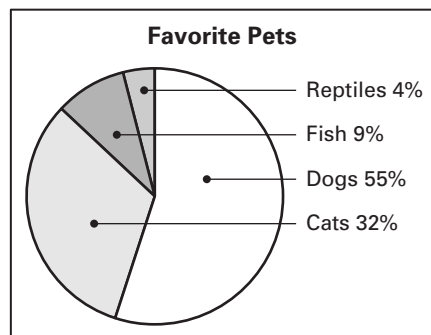 Favorite Pets
Reptiles 4%
Fish 9%
Dogs 55%
Cats 32%